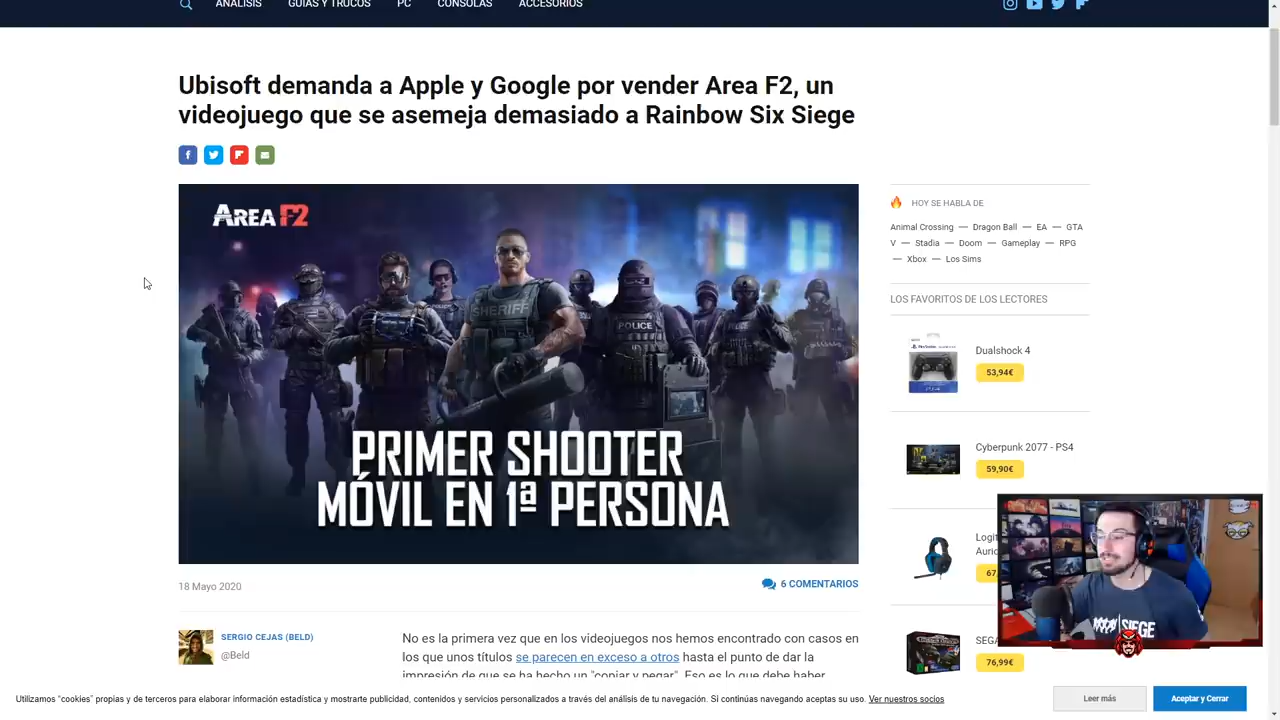 ANÁLISIS GUÍAS Y TRUCOS PC CONSOLAS ACCESORIOS
Ubisoft demanda a Apple y Google por vender Area F2, un
videojuego que se asemeja demasiado a Rainbow Six Siege
AREA F2
SHERIFF
POLICE
PRIMER SHOOTER
MÓVIL EN 1ª PERSONA
18 Mayo 2020
6 COMENTARIOS
SERGIO CEJAS (BELD)
@Beld
No es la primera vez que en los videojuegos nos hemos encontrado con casos en
los que unos títulos se parecen en exceso a otros hasta el punto de dar la
impresión de que se ha hecho un "copiar y pegar". Eso es lo que debe haber
HOY SE HABLA DE
Animal Crossing — Dragon Ball — EA — GTA
V — Stadia — Doom — Gameplay — RPG
— Xbox — Los Sims
LOS FAVORITOS DE LOS LECTORES
Dualshock 4
53,94€
Cyberpunk 2077 - PS4
59,90€
Logit
Auric
67,
SEGA
76,99€
SIEGE
Utilizamos "cookies" propias y de terceros para elaborar información estadística y mostrarte publicidad, contenidos y servicios personalizados a través del análisis de tu navegación. Si continúas navegando aceptas su uso. Ver nuestros socios
Leer más
Aceptar y Cerrar